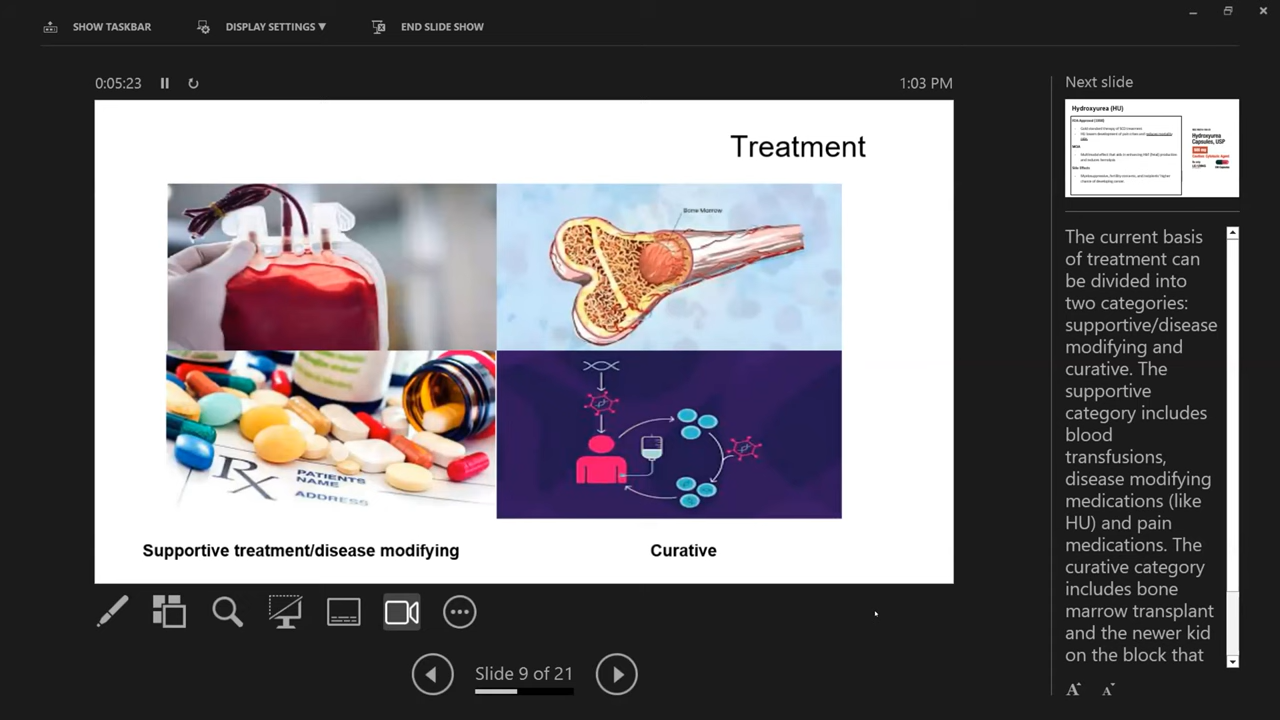 SHOW TASKBAR
DISPLAY SETTINGS ▼
END SLIDE SHOW
0:05:23
1:03 PM
Treatment
Bone Morrow
PATIENTS
NAME
ADDRESS
Supportive treatment/disease modifying
Curative
Slide 9 of 21
Next slide
Hydroxyurea (HU)
Hydroxyurea
Capsules, USP
The current basis
of treatment can
be divided into
two categories:
supportive/disease
modifying and
curative. The
supportive
category includes
blood
transfusions,
disease modifying
medications (like
HU) and pain
medications. The
curative category
includes bone
marrow transplant
and the newer kid
on the block that